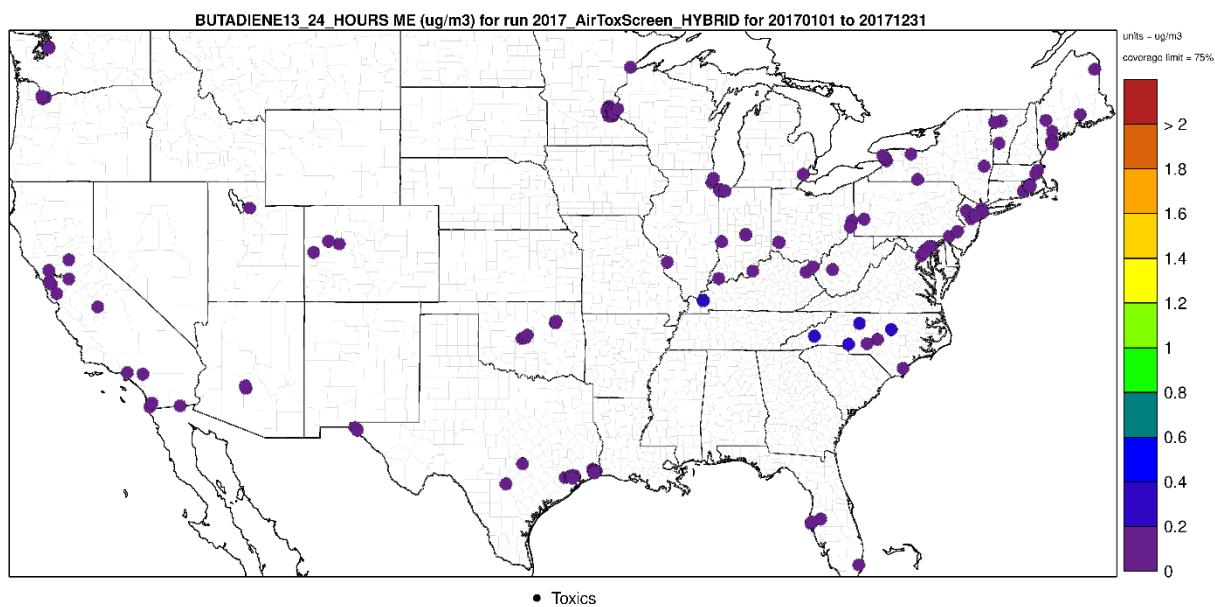 BUTADIENE13_24_HOURS ME (ug/m3) for run 2017_AirToxScreen_HYBRID for 20170101 to 20171231
units = ug/m3
coverage limit = 75%
> 2
1.8
1.6
1.4
1.2
1
0.8
0.6
0.4
0.2
0
Toxics